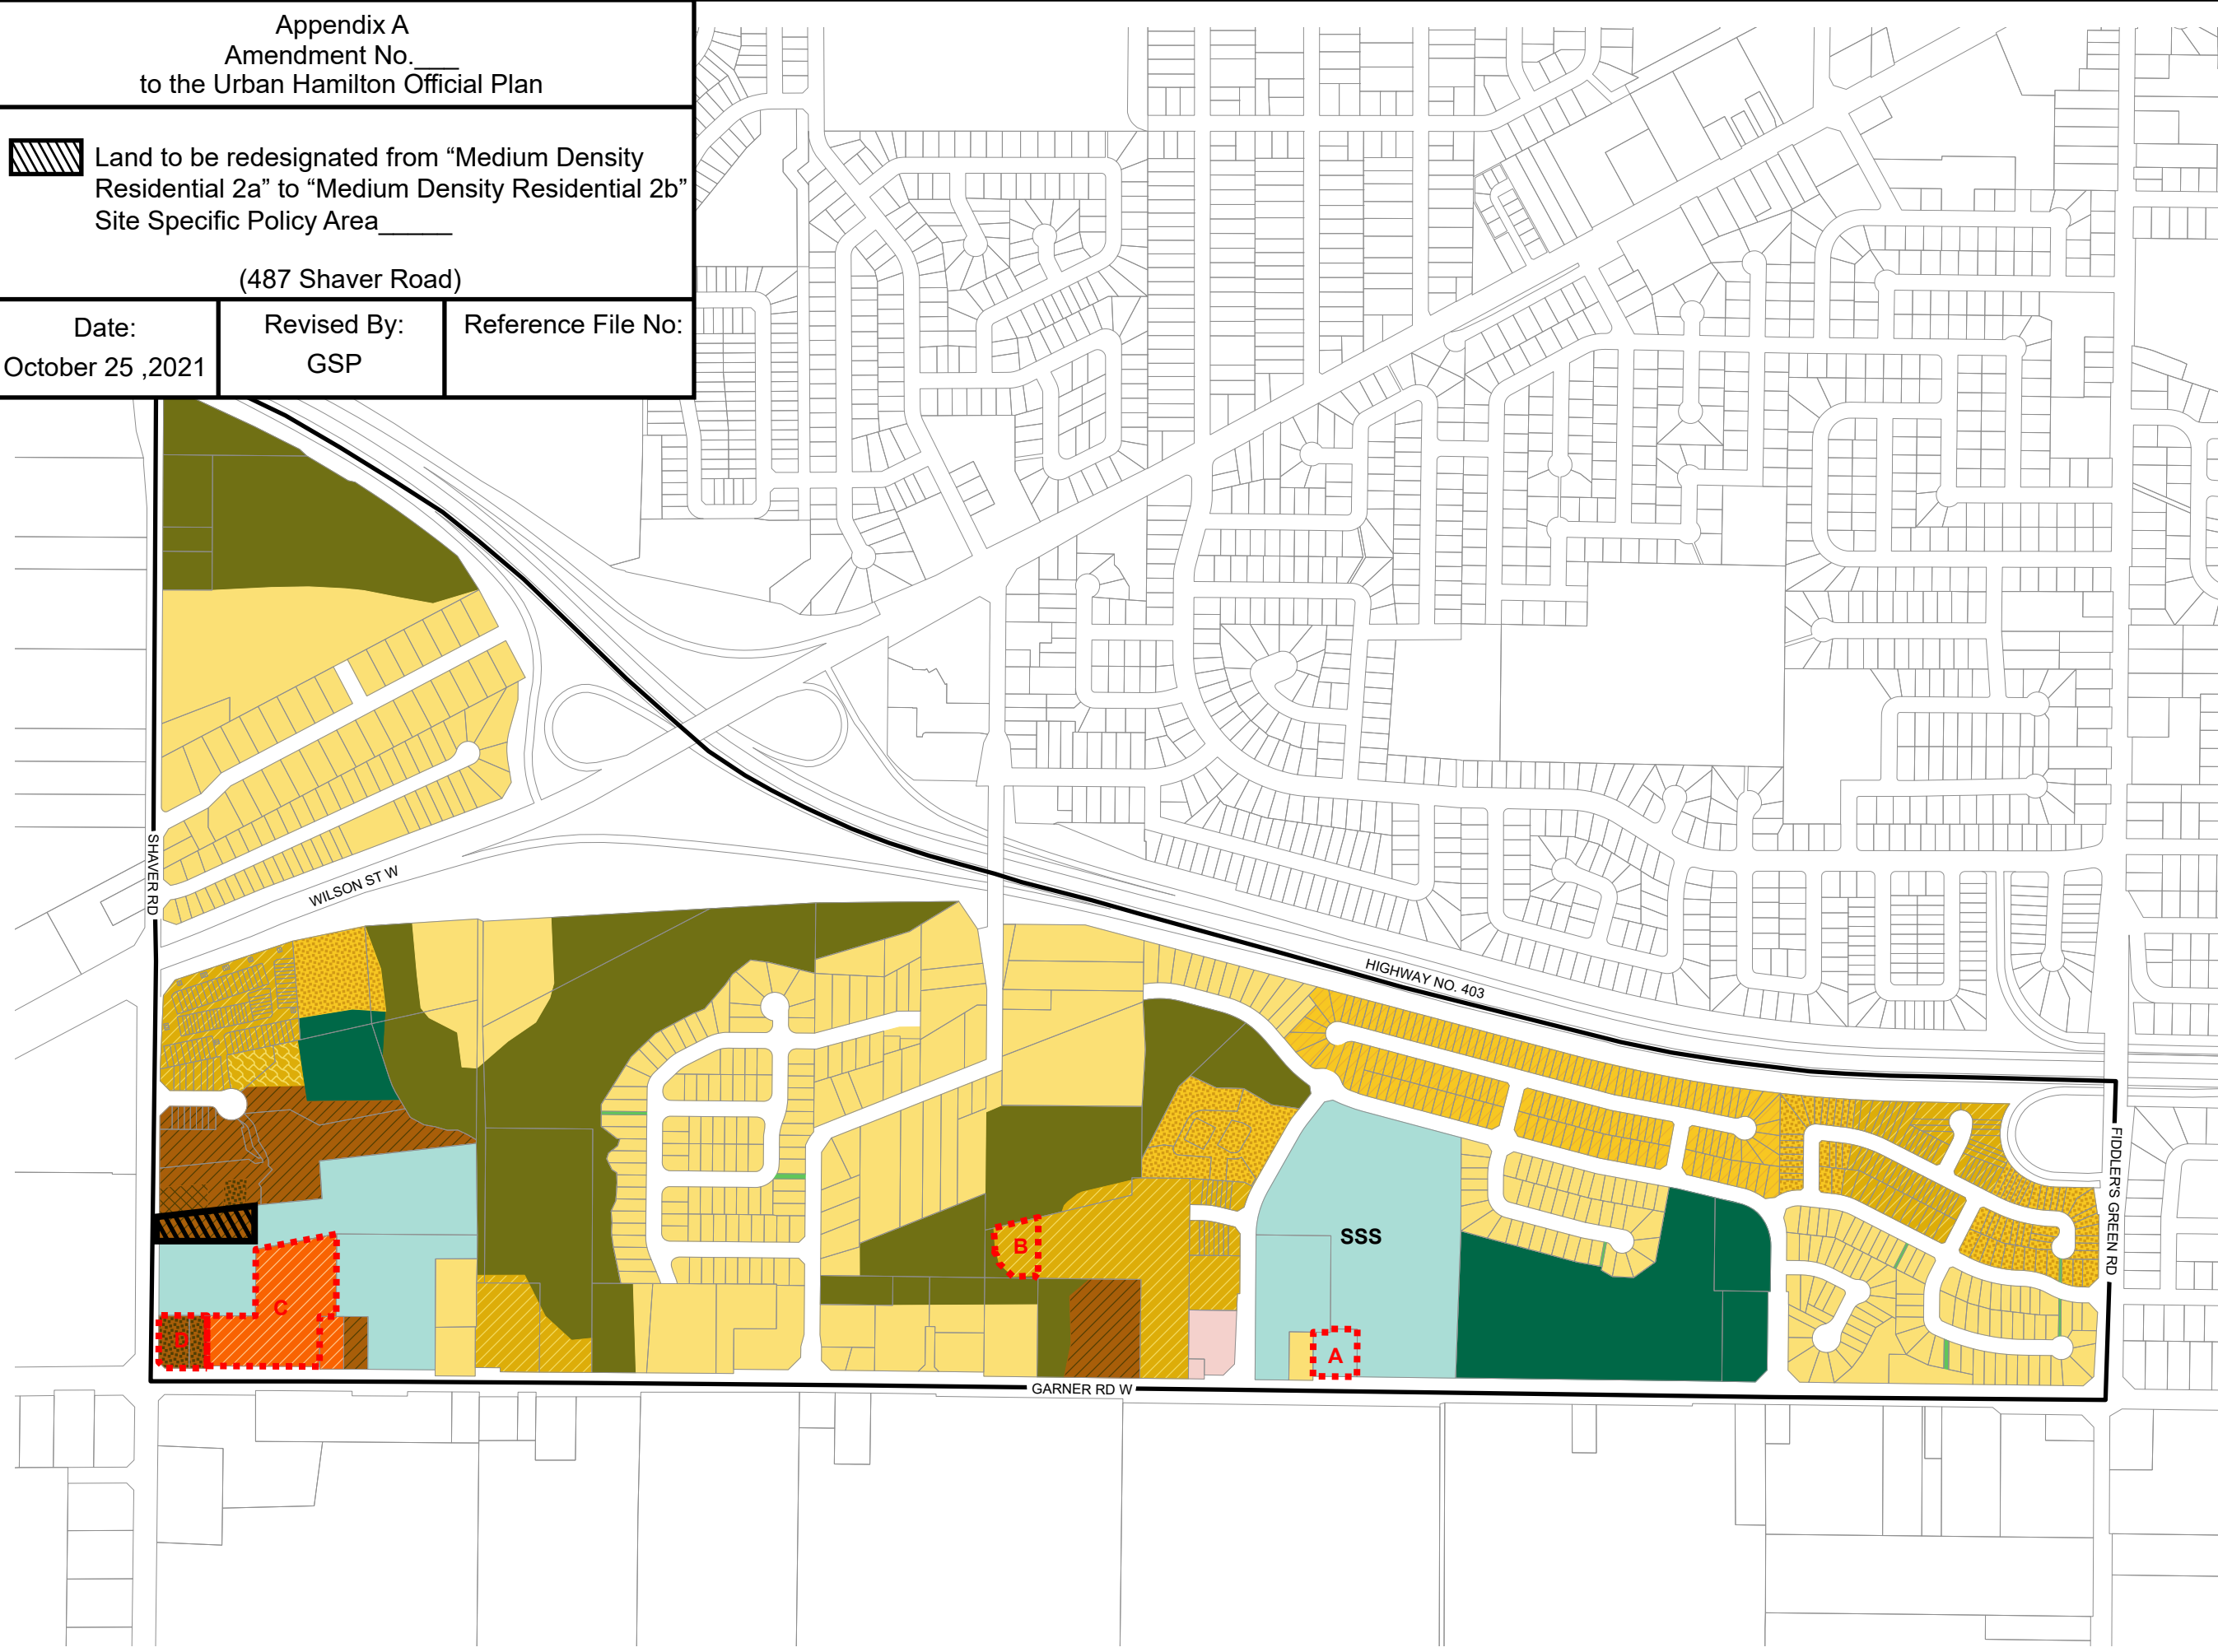 Appendix A
Amendment No.___
to the Urban Hamilton Official Plan
Land to be redesignated from “Medium Density
Residential 2a” to “Medium Density Residential 2b”
Site Specific Policy Area_____
(487 Shaver Road)
Date:
October 25 ,2021
Revised By:
GSP
Reference File No:
SHAVER RD
WILSON ST W
HIGHWAY NO. 403
FIDDLER'S GREEN RD
SSS
B
C
D
A
GARNER RD W